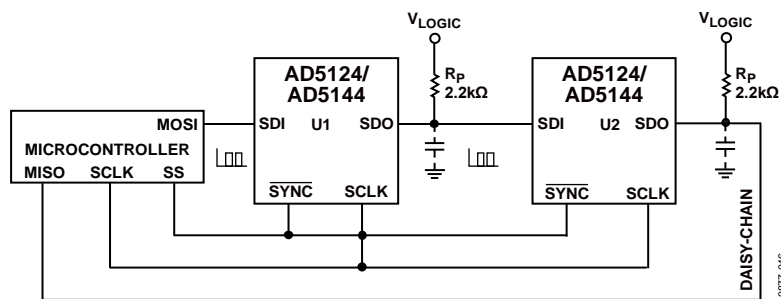 VLOGIC
VLOGIC
RP
2.2kΩ
RP
2.2kΩ
AD5124/
AD5144
AD5124/
AD5144
MOSI
SDI
U1
SDO
SDI
U2
SDO
MICROCONTROLLER
MISO
SCLK
SS
SYNC
SCLK
SYNC
SCLK
DAISY-CHAIN